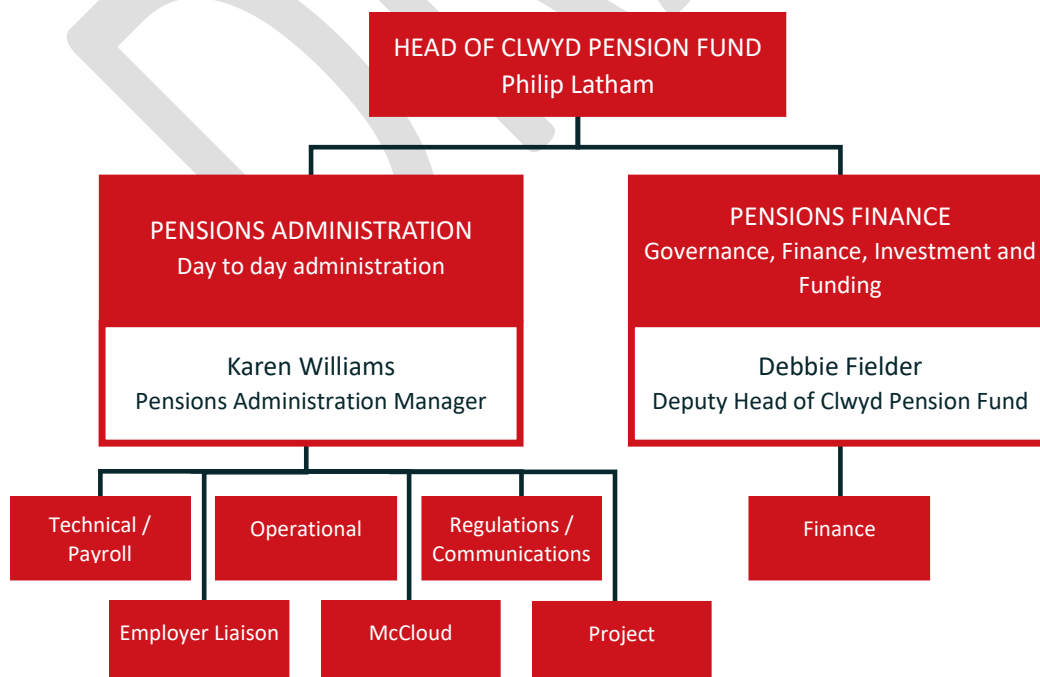 HEAD OF CLWYD PENSION FUND
Philip Latham
PENSIONS ADMINISTRATION
Day to day administration
PENSIONS FINANCE
Governance, Finance, Investment and
Funding
Karen Williams
Pensions Administration Manager
Debbie Fielder
Deputy Head of Clwyd Pension Fund
Technical /
Payroll
Operational
Regulations /
Communications
Finance
Employer Liaison
McCloud
Project